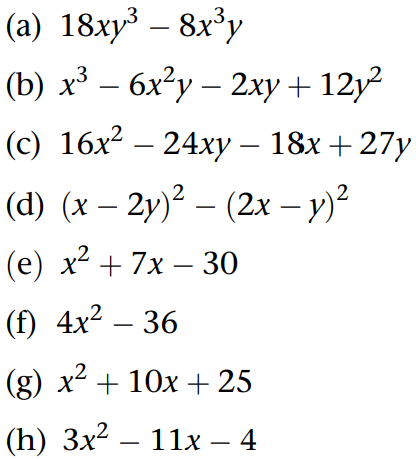 (a) 18xy³ – 8x³y
(b) x³ – 6x²y – 2xy + 12y²
(c) 16x² – 24xy – 18x + 27y
(d) (x – 2y)² – (2x – y)²
(e) x² + 7x – 30
(f) 4x² – 36
(g) x² + 10x + 25
(h) 3x² – 11x – 4